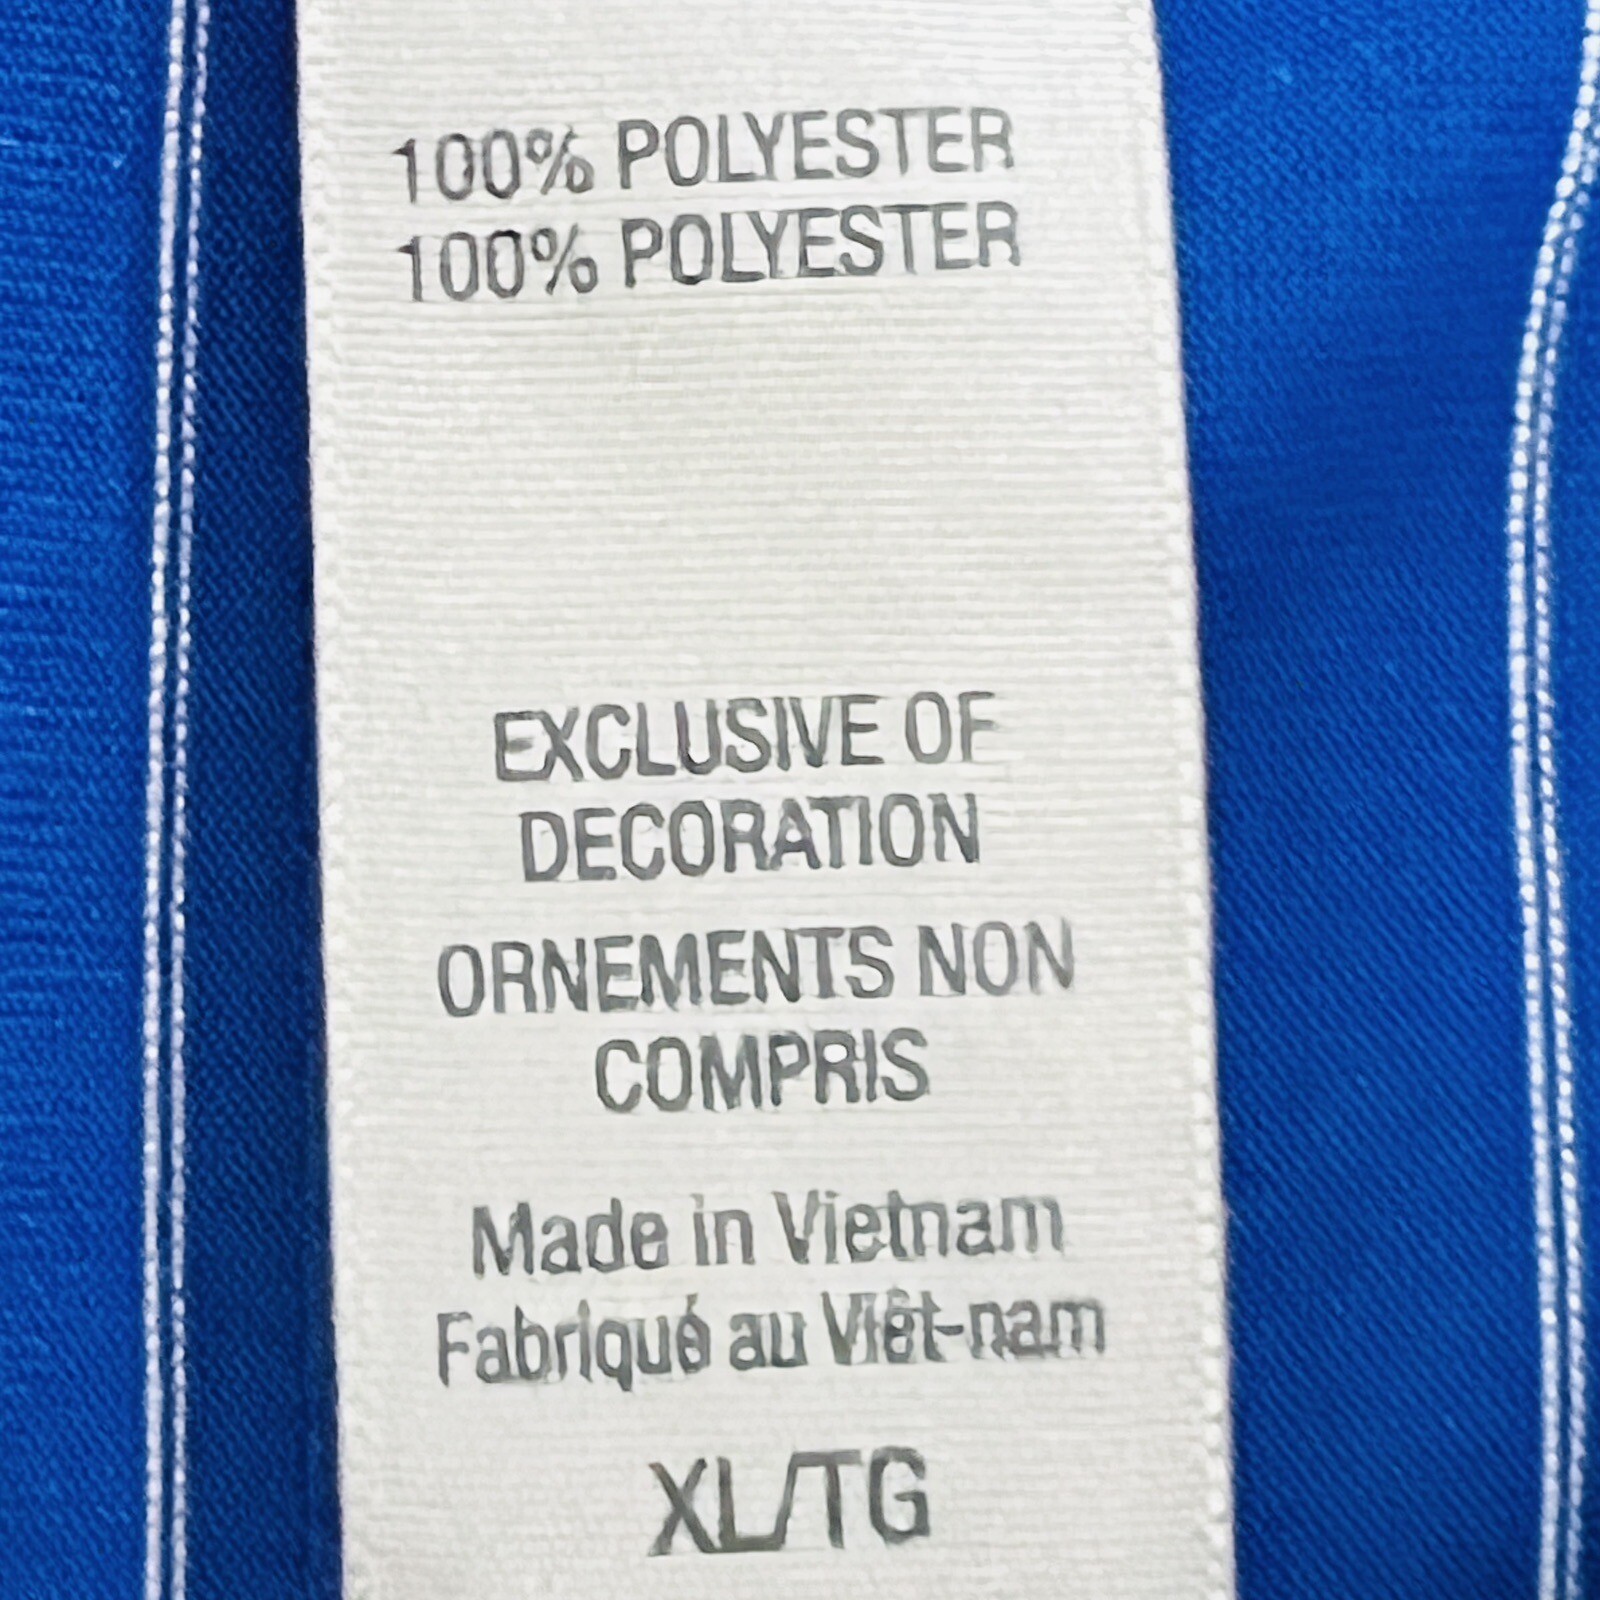 100% POLYESTER
100% POLYESTER
EXCLUSIVE OF
DECORATION
ORNEMENTS NON
COMPRIS
Made in Vietnam
Fabriqué au Viêt-nam
XL/TG